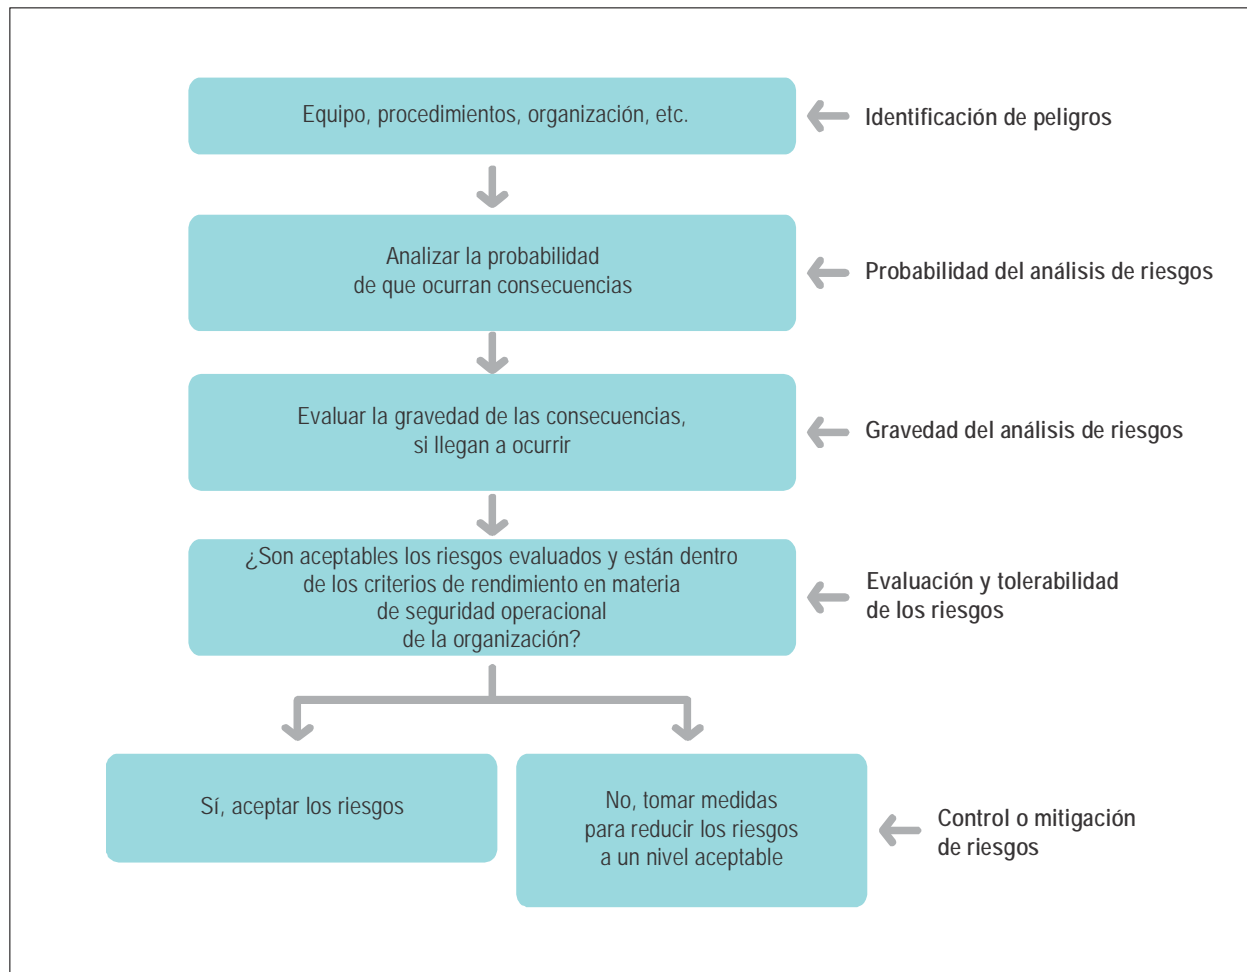 Equipo, procedimientos, organización, etc.
Identificación de peligros
Analizar la probabilidad
de que ocurran consecuencias
Probabilidad del análisis de riesgos
Evaluar la gravedad de las consecuencias,
si llegan a ocurrir
Gravedad del análisis de riesgos
¿Son aceptables los riesgos evaluados y están dentro
de los criterios de rendimiento en materia
de seguridad operacional
de la organización?
Evaluación y tolerabilidad
de los riesgos
Sí, aceptar los riesgos
No, tomar medidas
para reducir los riesgos
a un nivel aceptable
Control o mitigación
de riesgos